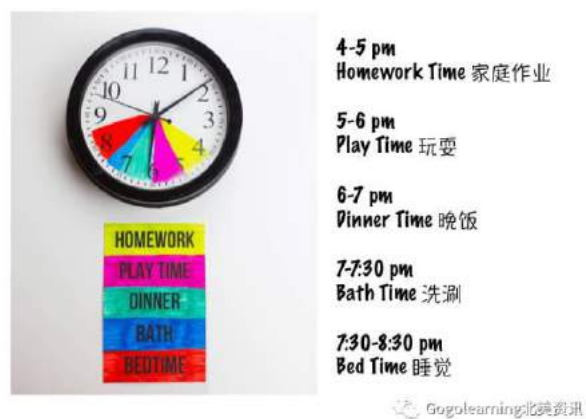 11 12 1
10 2
9 3
8 4
7 6 5
HOMEWORK
PLAY TIME
DINNER
BATH
BEDTIME
4-5 pm
Homework Time 家庭作业
5-6 pm
Play Time 玩耍
6-7 pm
Dinner Time 晚饭
7-7:30 pm
Bath Time 洗涮
7:30-8:30 pm
Bed Time 睡觉
Gogolearning北美资讯